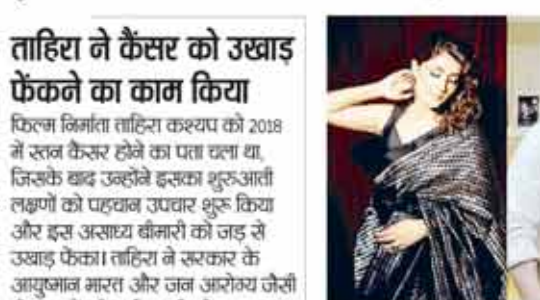 ताहिरा ने कैंसर को उखाड़
फेंकने का काम किया
फिल्म निर्माता ताहिरा कश्यप को 2018
में स्तन कैंसर होने का पता चला था,
जिसके बाद उन्होंने इसका शुरुआती
लक्षणों को पहचान उपचार शुरू किया
और इस असाध्य बीमारी को जड़ से
उखाड़ फेंका। ताहिरा ने सरकार के
आयुष्मान भारत और जन आरोग्य जैसी